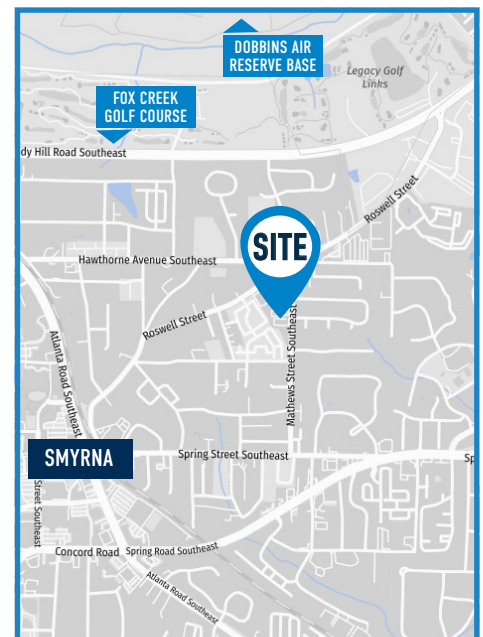 DOBBINS AIR
RESERVE BASE
Legacy Golf
Links
FOX CREEK
GOLF COURSE
dy Hill Road Southeast
Roswell Street
SITE
Hawthorne Avenue Southeast
Roswell Street
Mathews Street Southeast
Atlanta Road Southeast
SMYRNA
Spring Street Southeast
Sp
Street Southeast
Concord Road
Spring Road Southeast
Atlanta Road Southeast